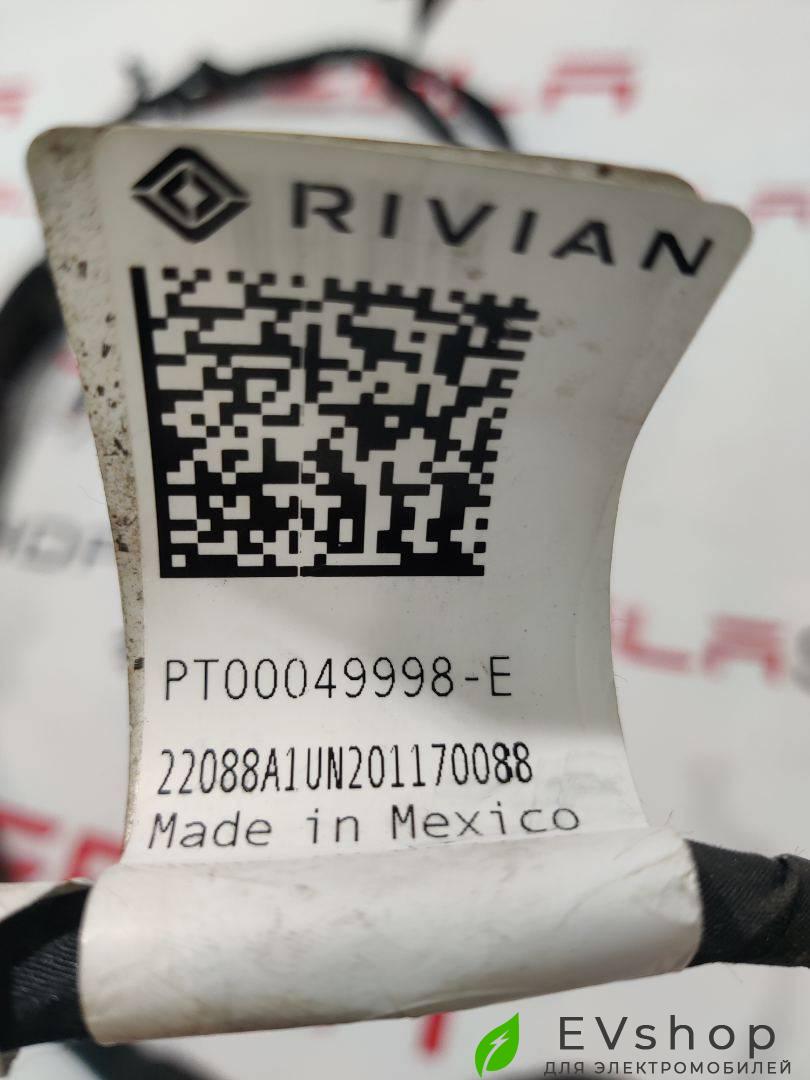 RIVIAN
PT00049998-E
22088A1UN201170088
Made in Mexico
EVshop
ДЛЯ ЭЛЕКТРОМОБИЛЕЙ